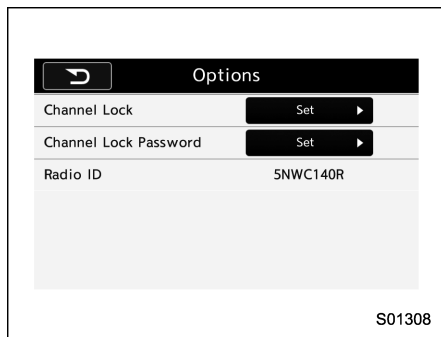 Options
Channel Lock Set
Channel Lock Password Set
Radio ID 5NWC140R
S01308